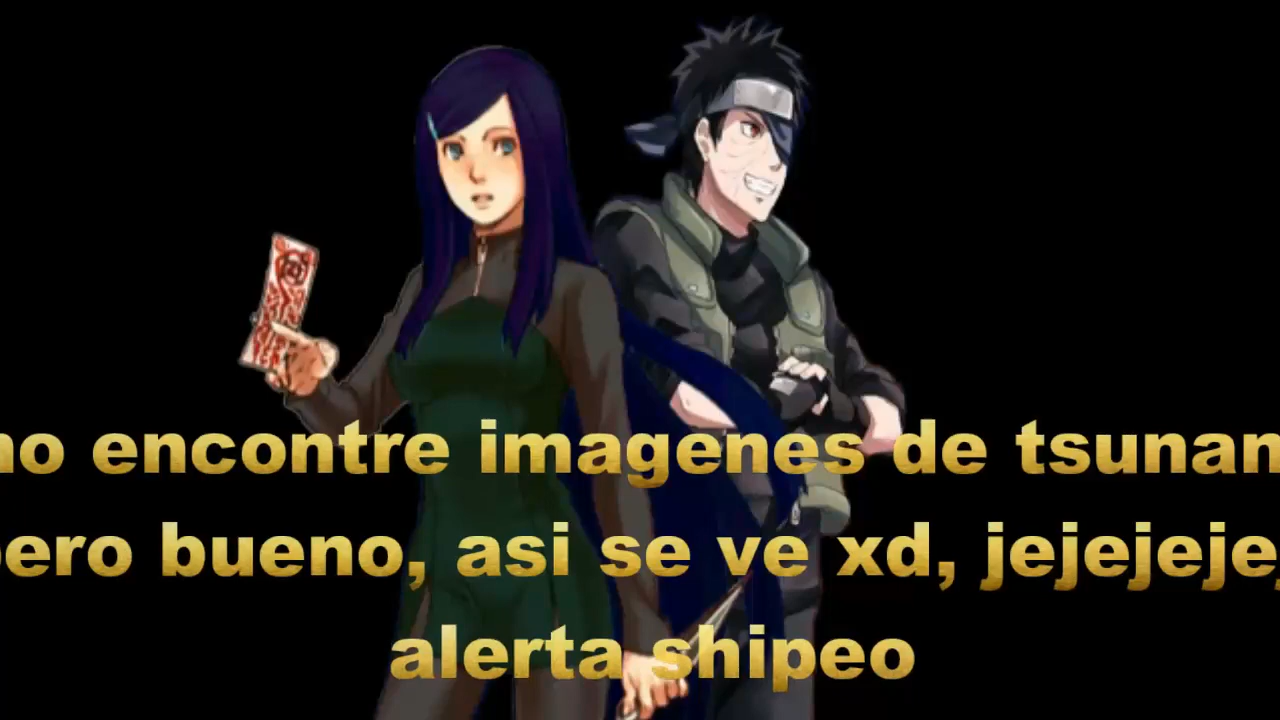 no encontre imagenes de tsunan
pero bueno, asi se ve xd, jejejeje,
alerta shipeo